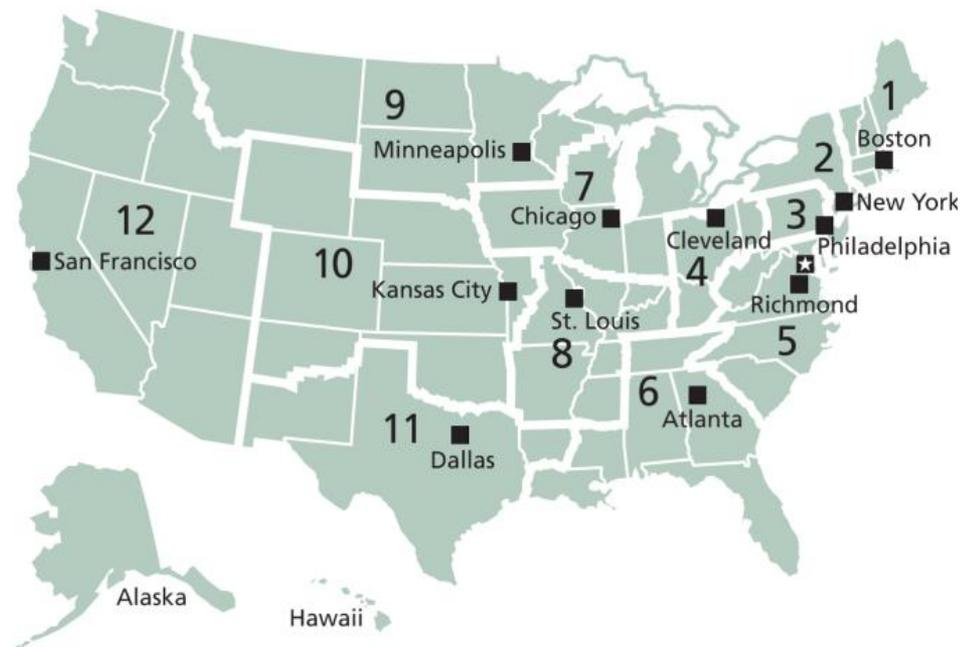 1
9
Boston
Minneapolis
2
7
New York
Chicago
3
12
Cleveland
Philadelphia
San Francisco
10
4
Kansas City
Richmond
St. Louis
5
8
6
Atlanta
11
Dallas
Alaska
Hawaii